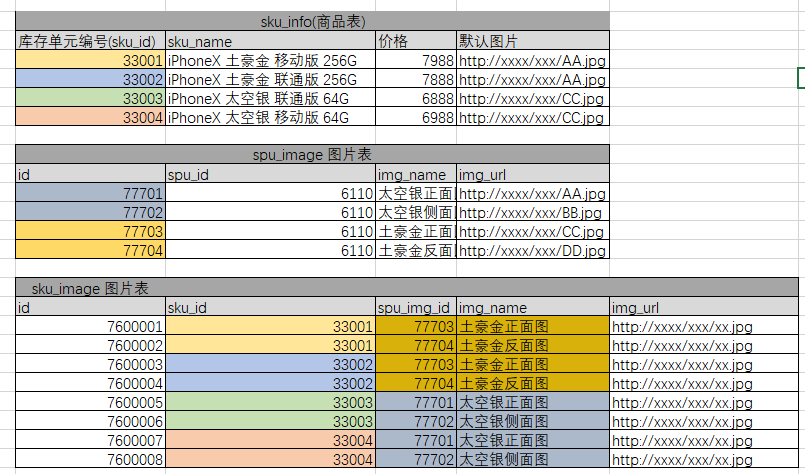 sku_info(商品表)
库存单元编号(sku_id) sku_name 价格 默认图片
33001 iPhoneX 土豪金 移动版 256G 7988 http://xxxx/xxx/AA.jpg
33002 iPhoneX 土豪金 联通版 256G 7888 http://xxxx/xxx/AA.jpg
33003 iPhoneX 太空银 联通版 64G 6888 http://xxxx/xxx/CC.jpg
33004 iPhoneX 太空银 移动版 64G 6988 http://xxxx/xxx/CC.jpg
spu_image 图片表
id spu_id img_name img_url
77701 6110 太空银正面 http://xxxx/xxx/AA.jpg
77702 6110 太空银侧面 http://xxxx/xxx/BB.jpg
77703 6110 土豪金正面 http://xxxx/xxx/CC.jpg
77704 6110 土豪金反面 http://xxxx/xxx/DD.jpg
sku_image 图片表
id sku_id spu_img_id img_name img_url
7600001 33001 77703 土豪金正面图 http://xxxx/xxx/xx.jpg
7600002 33001 77704 土豪金反面图 http://xxxx/xxx/xx.jpg
7600003 33002 77703 土豪金正面图 http://xxxx/xxx/xx.jpg
7600004 33002 77704 土豪金反面图 http://xxxx/xxx/xx.jpg
7600005 33003 77701 太空银正面图 http://xxxx/xxx/xx.jpg
7600006 33003 77702 太空银侧面图 http://xxxx/xxx/xx.jpg
7600007 33004 77701 太空银正面图 http://xxxx/xxx/xx.jpg
7600008 33004 77702 太空银侧面图 http://xxxx/xxx/xx.jpg